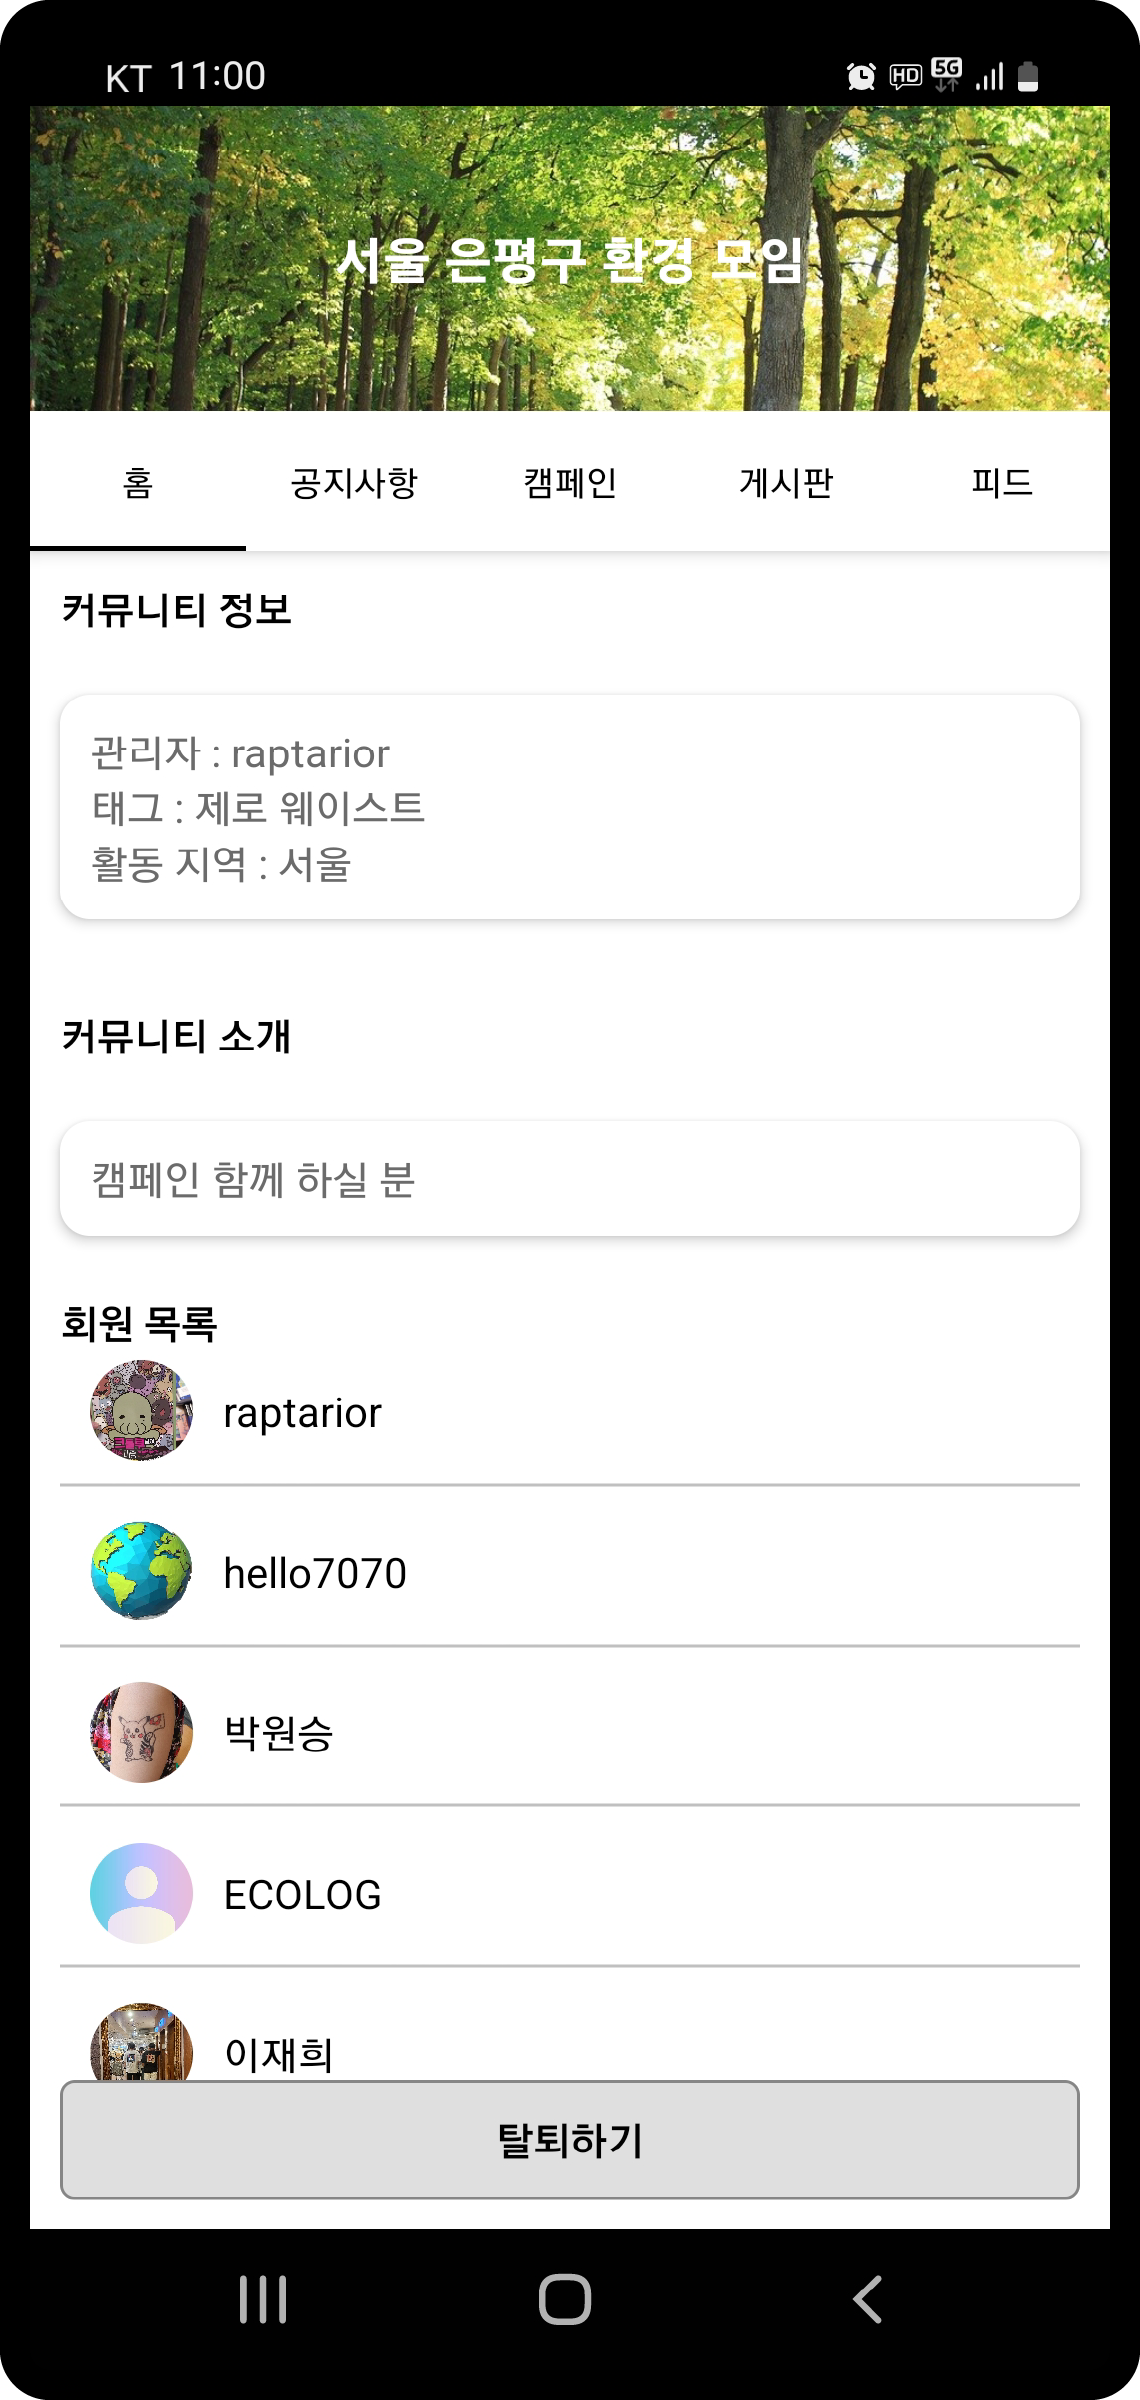 KT 11:00
HD 5G
서울 은평구 환경 모임
홈 공지사항 캠페인 게시판 피드
커뮤니티 정보
관리자 : raptarior
태그 : 제로 웨이스트
활동 지역 : 서울
커뮤니티 소개
캠페인 함께 하실 분
회원 목록
raptarior
hello7070
박원승
ECOLOG
이재희
탈퇴하기